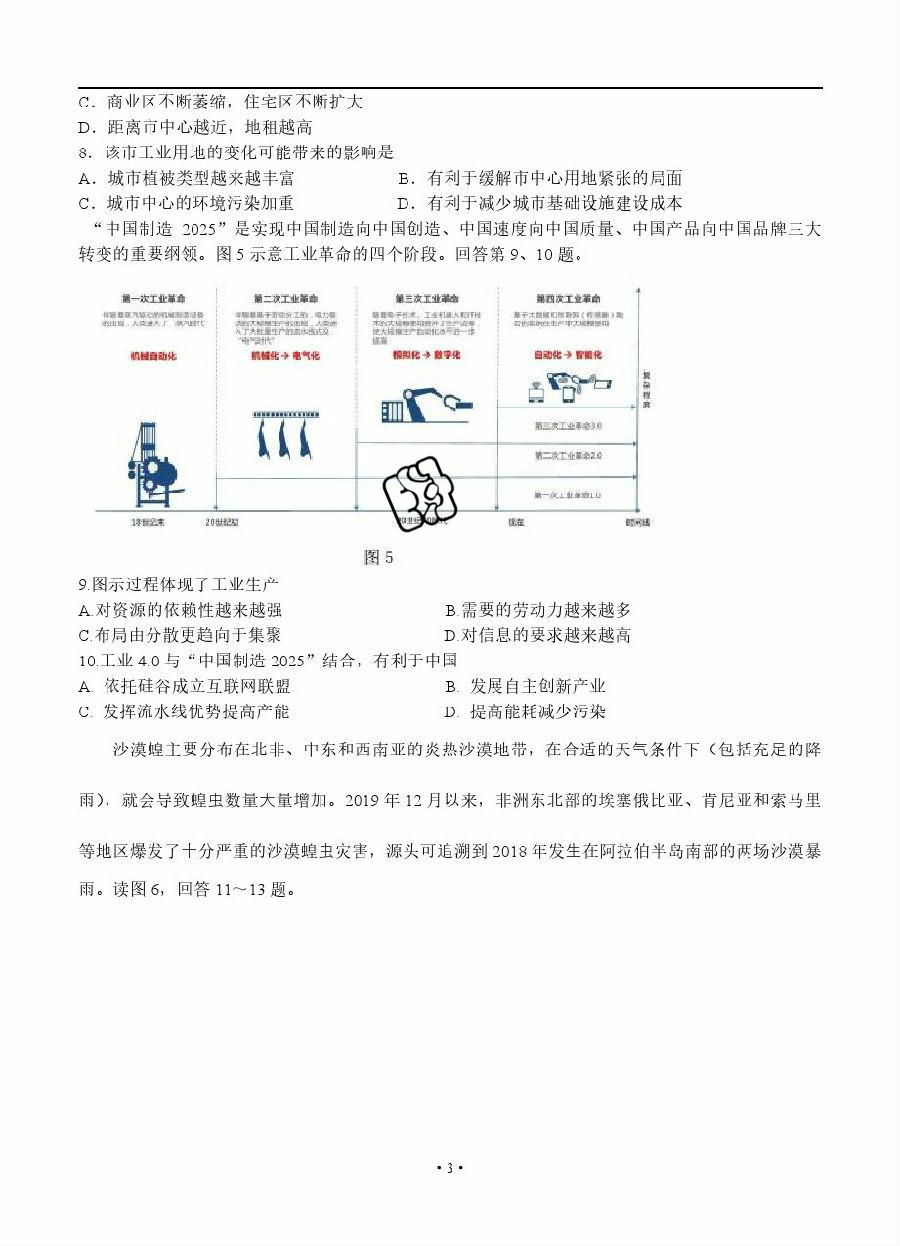 C．商业区不断萎缩，住宅区不断扩大
D．距离市中心越近，地租越高
8．该市工业用地的变化可能带来的影响是
A．城市植被类型越来越丰富 B．有利于缓解市中心用地紧张的局面
C．城市中心的环境污染加重 D．有利于减少城市基础设施建设成本
“中国制造 2025”是实现中国制造向中国创造、中国速度向中国质量、中国产品向中国品牌三大
转变的重要纲领。图 5 示意工业革命的四个阶段。回答第 9、10 题。
第一次工业革命 第二次工业革命 第三次工业革命 第四次工业革命
机械自动化 机械化→电气化 模拟化→数字化 自动化→智能化
复杂程度
第三次工业革命3.0
第二次工业革命2.0
第一次工业革命1.0
18世纪末 20世纪初 现在 时间线
图 5
9.图示过程体现了工业生产
A.对资源的依赖性越来越强 B.需要的劳动力越来越多
C.布局由分散更趋向于集聚 D.对信息的要求越来越高
10.工业 4.0 与“中国制造 2025”结合，有利于中国
A. 依托硅谷成立互联网联盟 B. 发展自主创新产业
C. 发挥流水线优势提高产能 D. 提高能耗减少污染
沙漠蝗主要分布在北非、中东和西南亚的炎热沙漠地带，在合适的天气条件下（包括充足的降
雨），就会导致蝗虫数量大量增加。2019 年 12 月以来，非洲东北部的埃塞俄比亚、肯尼亚和索马里
等地区爆发了十分严重的沙漠蝗虫灾害，源头可追溯到 2018 年发生在阿拉伯半岛南部的两场沙漠暴
雨。读图 6，回答 11～13 题。
· 3 ·